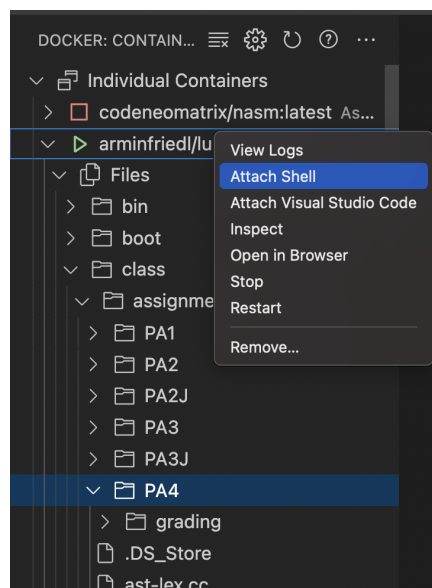 DOCKER: CONTAIN...
Individual Containers
codeneomatrix/nasm:latest As...
arminfriedl/lu
View Logs
Attach Shell
Attach Visual Studio Code
Inspect
Open in Browser
Stop
Restart
Remove...
Files
bin
boot
class
assignme
PA1
PA2
PA2J
PA3
PA3J
PA4
grading
.DS_Store
ast-lex.cc